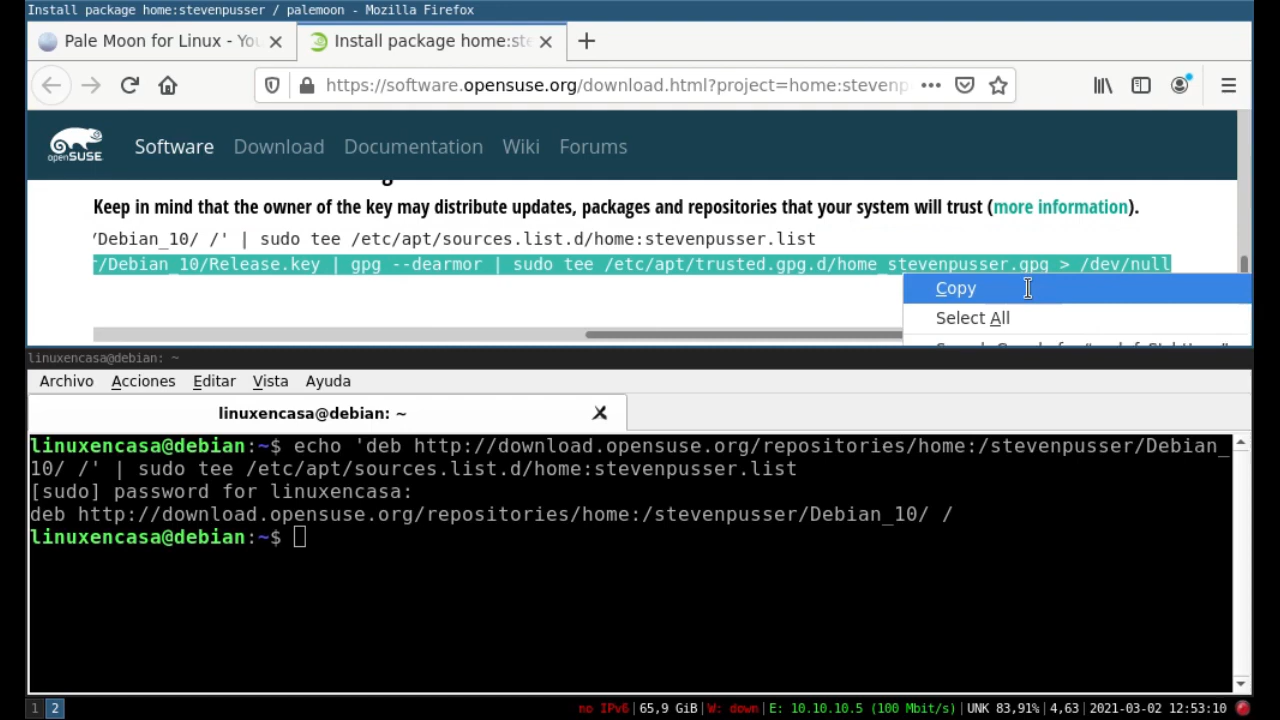 Install package home:stevenpusser / palemoon - Mozilla Firefox
Pale Moon for Linux - You
Install package home:ste
https://software.opensuse.org/download.html?project=home:stevenp
openSUSE
Software Download Documentation Wiki Forums
Keep in mind that the owner of the key may distribute updates, packages and repositories that your system will trust (more information).
'Debian_10/ /' | sudo tee /etc/apt/sources.list.d/home:stevenpusser.list
r/Debian_10/Release.key | gpg --dearmor | sudo tee /etc/apt/trusted.gpg.d/home_stevenpusser.gpg > /dev/null
Copy
Select All
linuxencasa@debian: ~
Archivo Acciones Editar Vista Ayuda
linuxencasa@debian: ~
linuxencasa@debian:~$ echo 'deb http://download.opensuse.org/repositories/home:/stevenpusser/Debian_
10/ /' | sudo tee /etc/apt/sources.list.d/home:stevenpusser.list
[sudo] password for linuxencasa:
deb http://download.opensuse.org/repositories/home:/stevenpusser/Debian_10/ /
linuxencasa@debian:~$
1 2 no IPv6|65,9 GiB|W: down|E: 10.10.10.5 (100 Mbit/s)|UNK 83,91%|4,63|2021-03-02 12:53:10